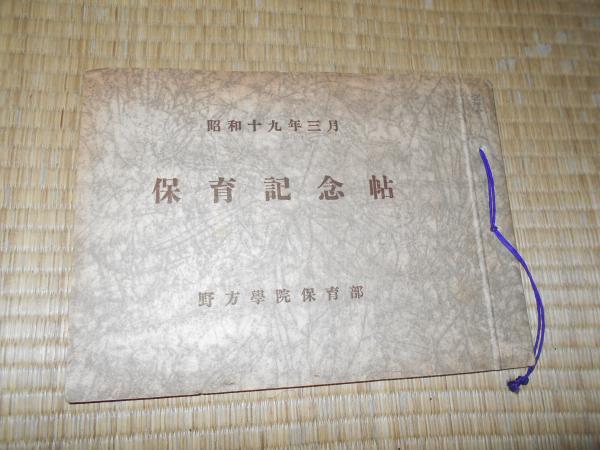 昭和十九年三月
保育記念帖
野方學院保育部